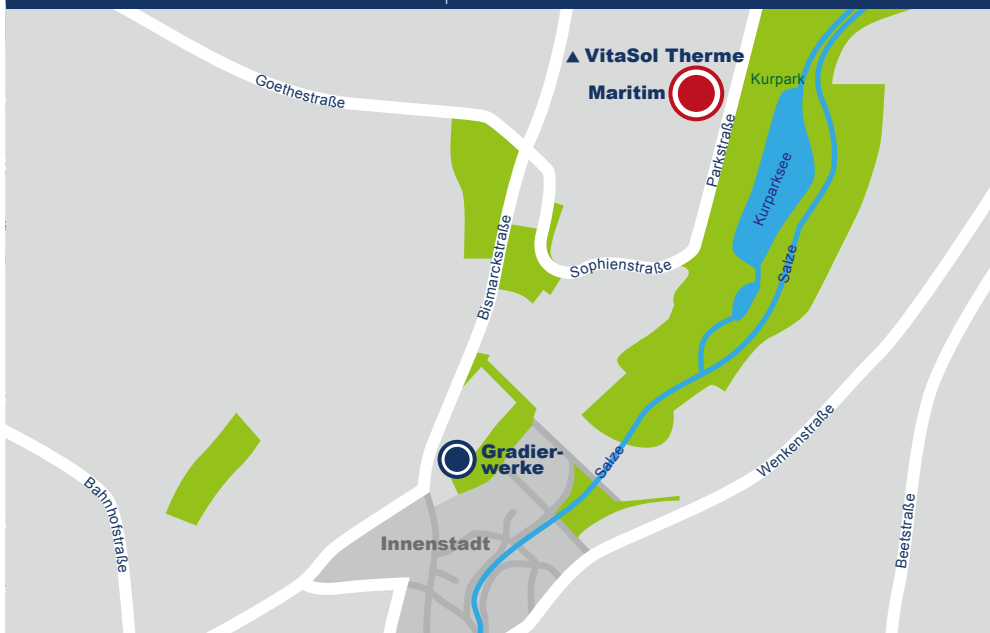 ▲ VitaSol Therme
Maritim
Kurpark
Goethestraße
Parkstraße
Kurparksee
Bismarckstraße
Sophienstraße
Salze
Gradier-
werke
Salze
Wenkenstraße
Bahnhofstraße
Beetstraße
Innenstadt